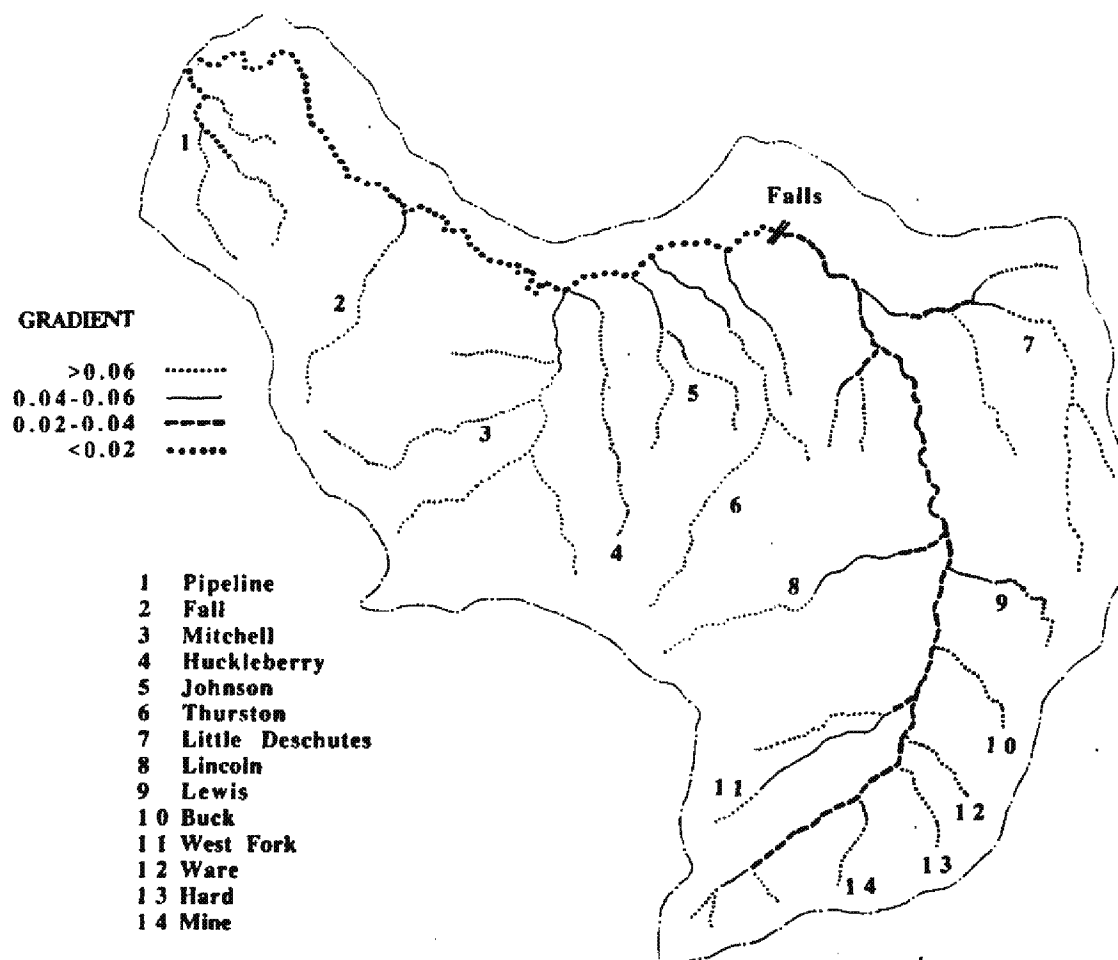 Falls
GRADIENT
>0.06
0.04-0.06
0.02-0.04
<0.02
1
2
3
4
5
6
7
8
9
10
11
12
13
14
1 Pipeline
2 Fall
3 Mitchell
4 Huckleberry
5 Johnson
6 Thurston
7 Little Deschutes
8 Lincoln
9 Lewis
10 Buck
11 West Fork
12 Ware
13 Hard
14 Mine